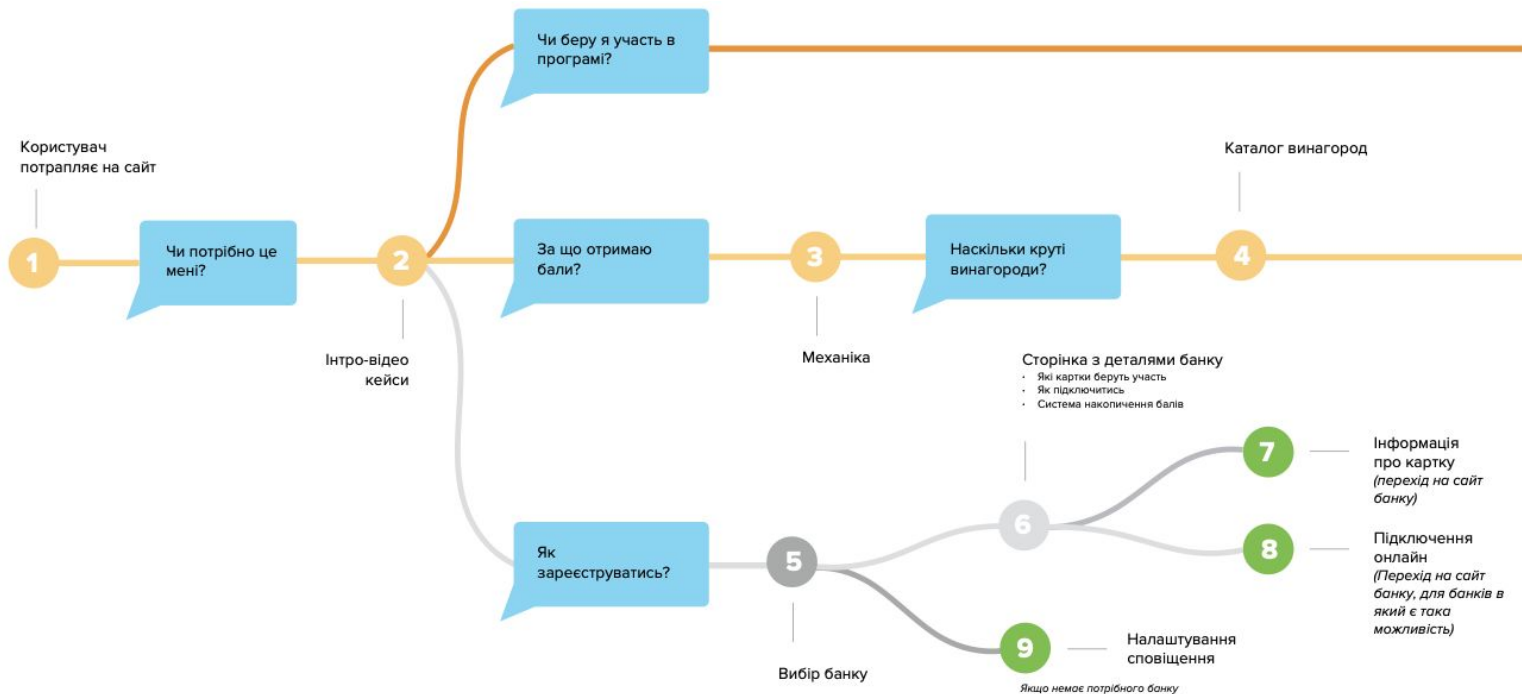 Чи беру я участь в
програмі?
Користувач
потрапляє на сайт
Каталог винагород
1
Чи потрібно це
мені?
2
За що отримаю
бали?
3
Наскільки круті
винагороди?
4
Інтро-відео
кейси
Механіка
Сторінка з деталями банку
· Які картки беруть участь
· Як підключитись
· Система накопичення балів
7
Інформація
про картку
(перехід на сайт
банку)
6
Як
зареєструватись?
5
8
Підключення
онлайн
(Перехід на сайт
банку, для банків в
який є така
можливість)
Вибір банку
9
Налаштування
сповіщення
Якщо немає потрібного банку